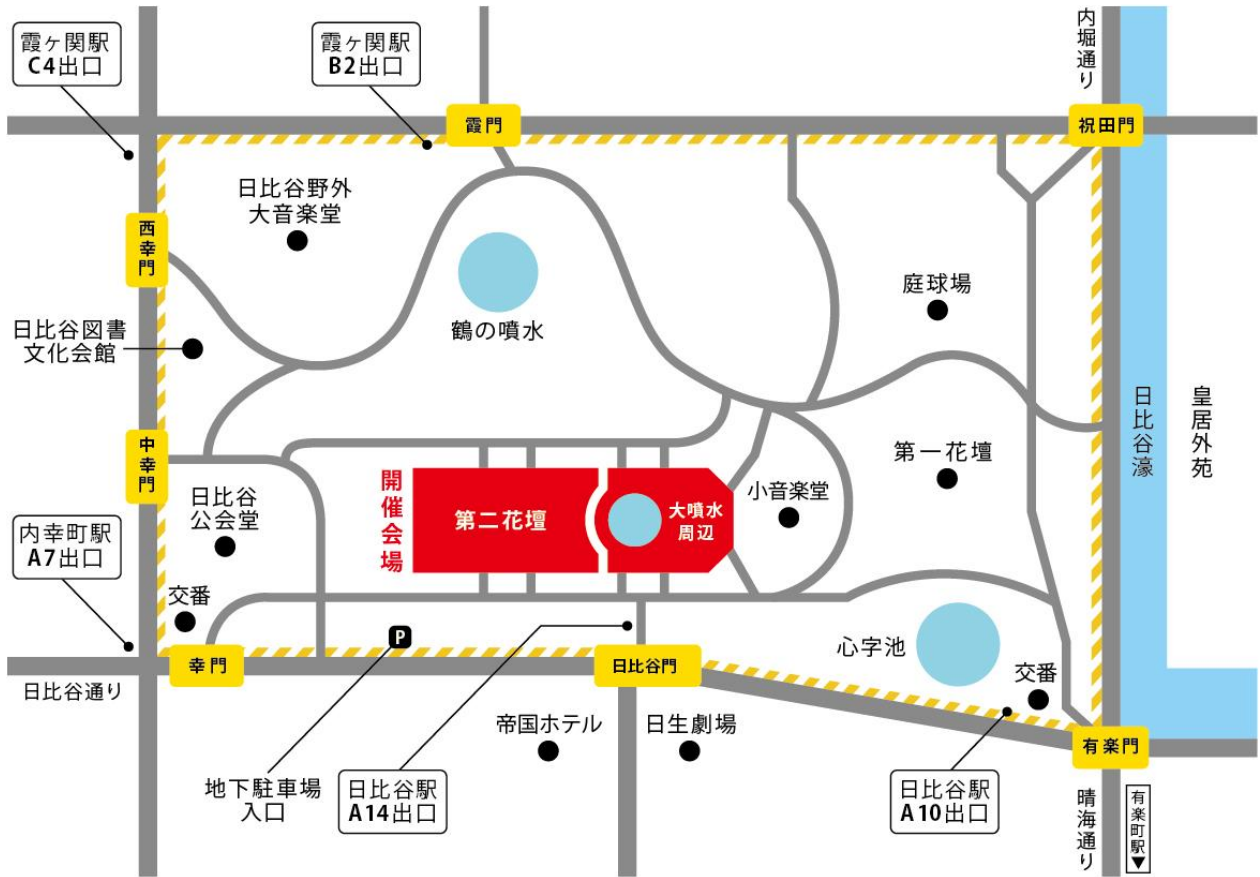 霞ヶ関駅
C4出口
霞ヶ関駅
B2出口
内堀通り
霞門
祝田門
日比谷野外
大音楽堂
西幸門
鶴の噴水
庭球場
日比谷図書
文化会館
日比谷濠
皇居外苑
中幸門
第一花壇
開催会場
第二花壇
大噴水
周辺
小音楽堂
日比谷
公会堂
内幸町駅
A7出口
交番
P
幸門
日比谷門
心字池
交番
日比谷通り
有楽門
帝国ホテル
日生劇場
地下駐車場
入口
日比谷駅
A14出口
日比谷駅
A10出口
晴海通り
有楽町駅▼